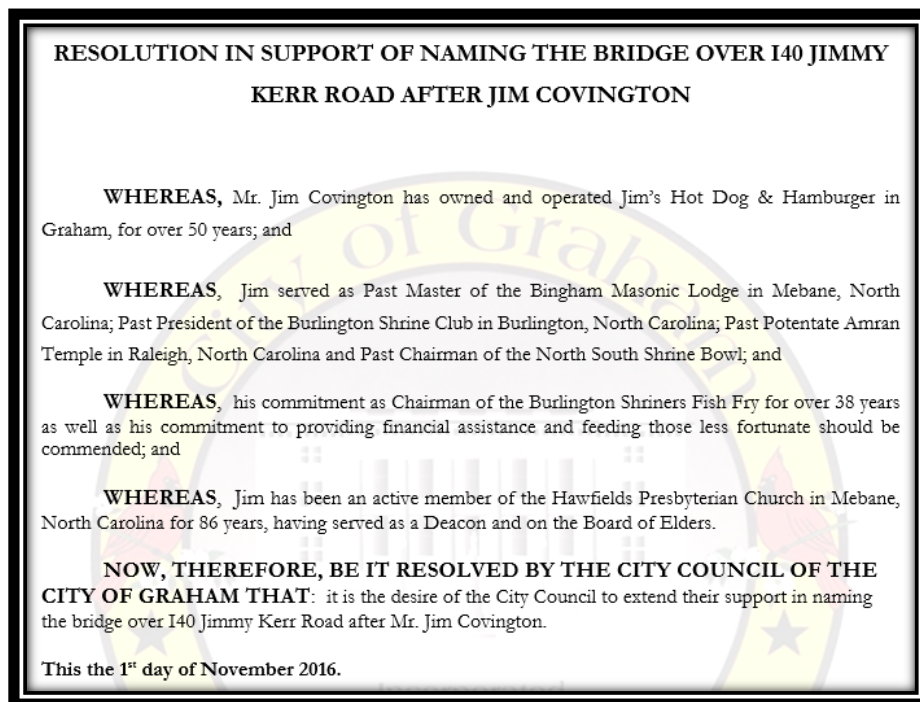 RESOLUTION IN SUPPORT OF NAMING THE BRIDGE OVER I40 JIMMY
KERR ROAD AFTER JIM COVINGTON
WHEREAS, Mr. Jim Covington has owned and operated Jim's Hot Dog & Hamburger in
Graham, for over 50 years; and
WHEREAS, Jim served as Past Master of the Bingham Masonic Lodge in Mebane, North
Carolina; Past President of the Burlington Shrine Club in Burlington, North Carolina; Past Potentate Amran
Temple in Raleigh, North Carolina and Past Chairman of the North South Shrine Bowl; and
WHEREAS, his commitment as Chairman of the Burlington Shriners Fish Fry for over 38 years
as well as his commitment to providing financial assistance and feeding those less fortunate should be
commended; and
WHEREAS, Jim has been an active member of the Hawfields Presbyterian Church in Mebane,
North Carolina for 86 years, having served as a Deacon and on the Board of Elders.
NOW, THEREFORE, BE IT RESOLVED BY THE CITY COUNCIL OF THE
CITY OF GRAHAM THAT: it is the desire of the City Council to extend their support in naming
the bridge over I40 Jimmy Kerr Road after Mr. Jim Covington.
This the 1st day of November 2016.
City of Graham